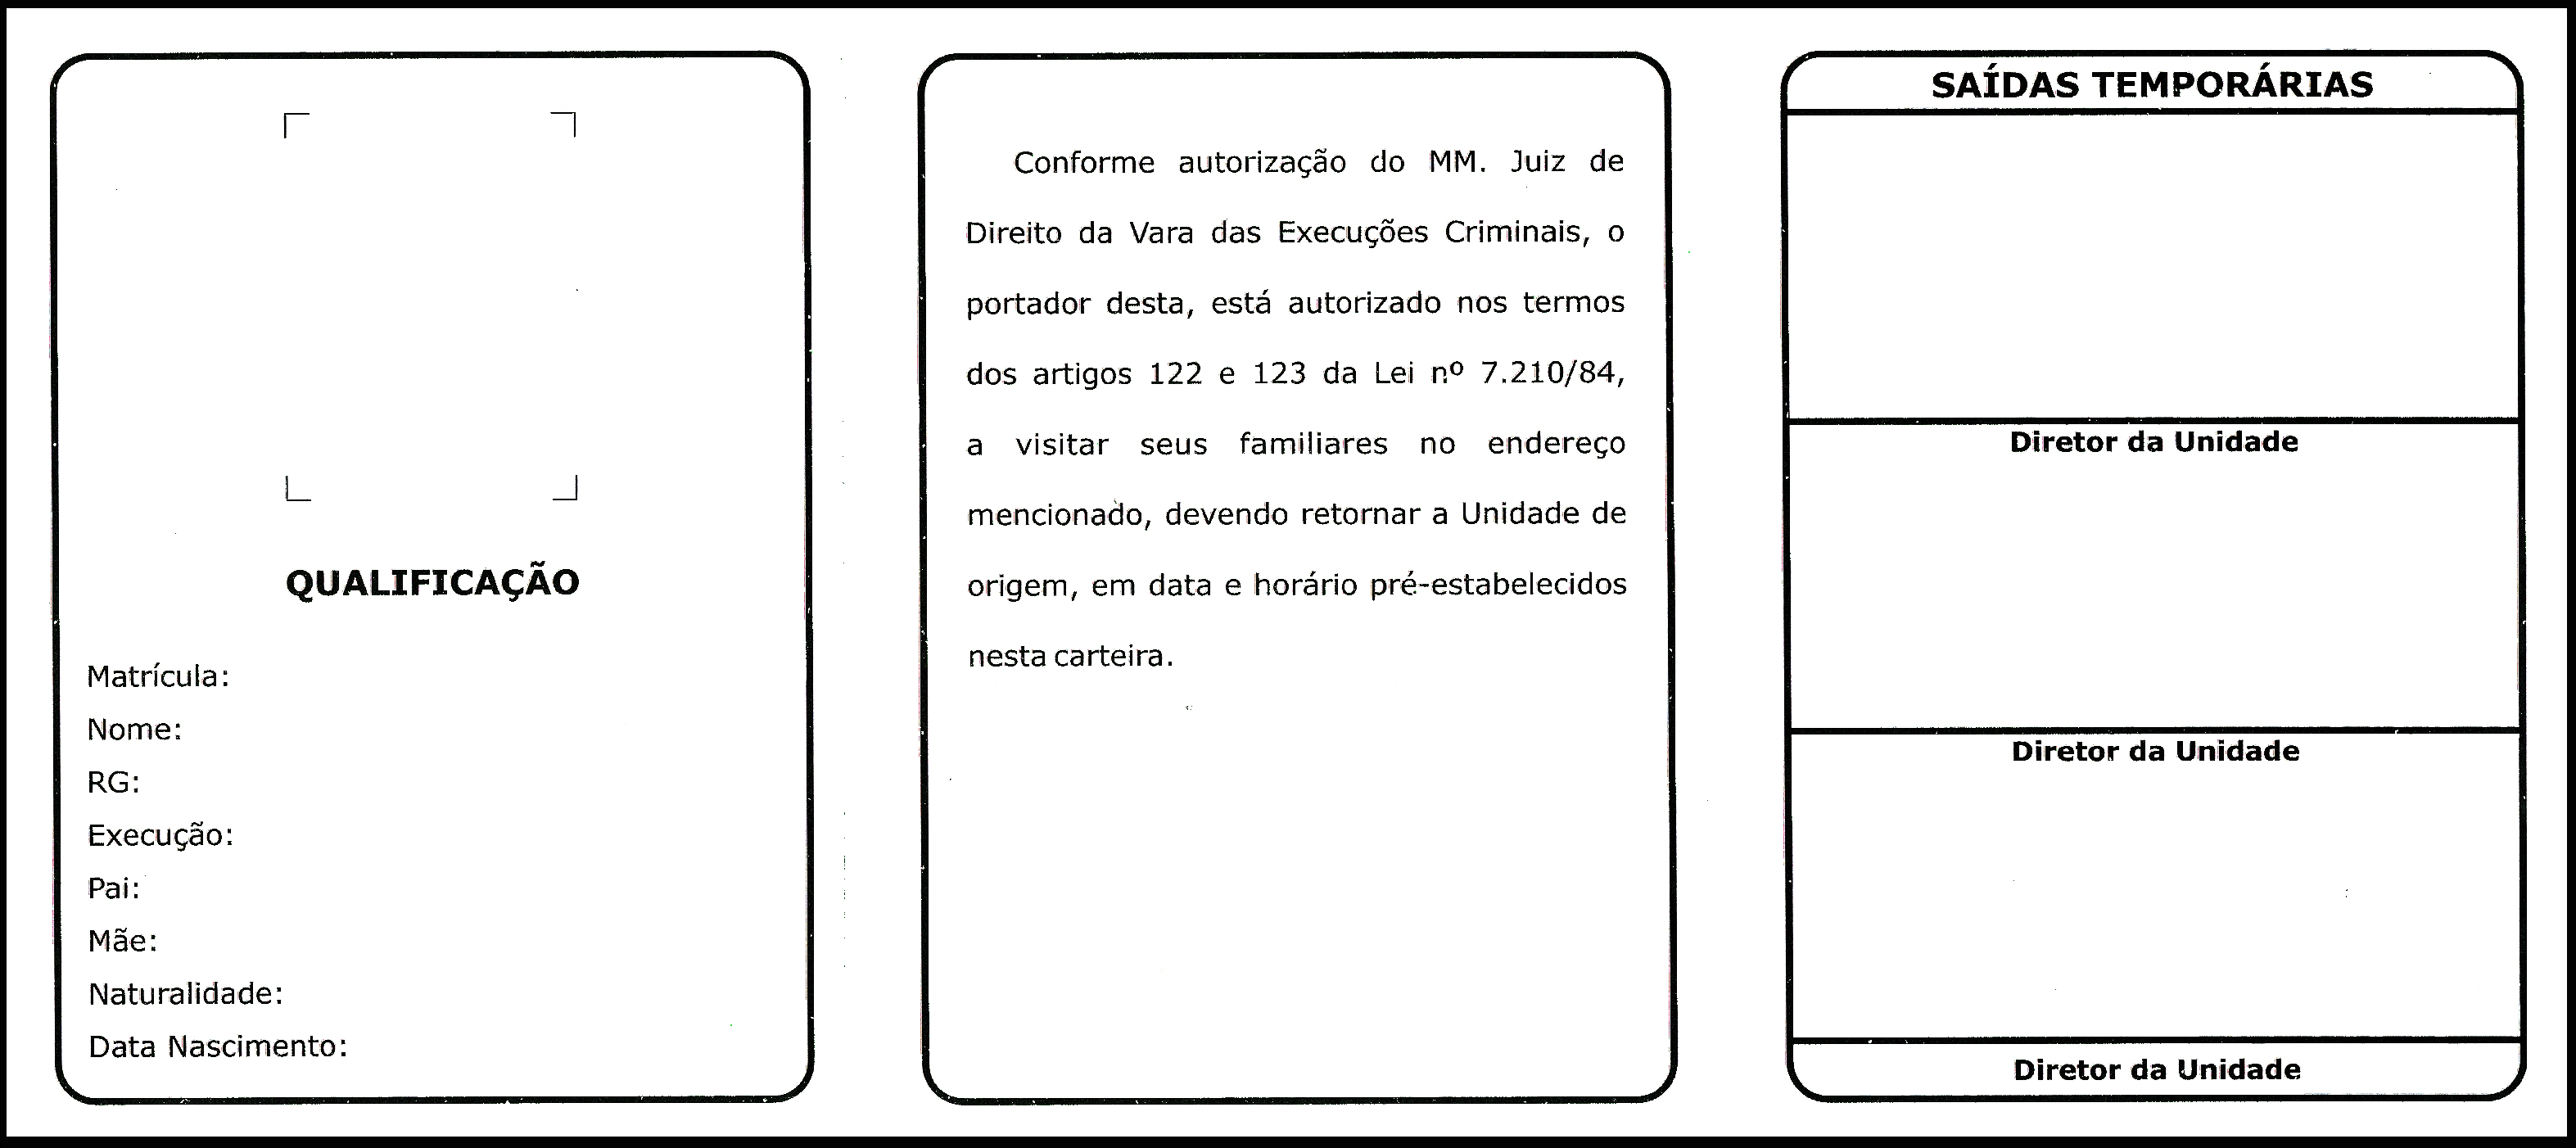 QUALIFICAÇÃO
Matrícula:
Nome:
RG:
Execução:
Pai:
Mãe:
Naturalidade:
Data Nascimento:
Conforme autorização do MM. Juiz de
Direito da Vara das Execuções Criminais, o
portador desta, está autorizado nos termos
dos artigos 122 e 123 da Lei nº 7.210/84,
a visitar seus familiares no endereço
mencionado, devendo retornar a Unidade de
origem, em data e horário pré-estabelecidos
nesta carteira.
SAÍDAS TEMPORÁRIAS
Diretor da Unidade
Diretor da Unidade
Diretor da Unidade